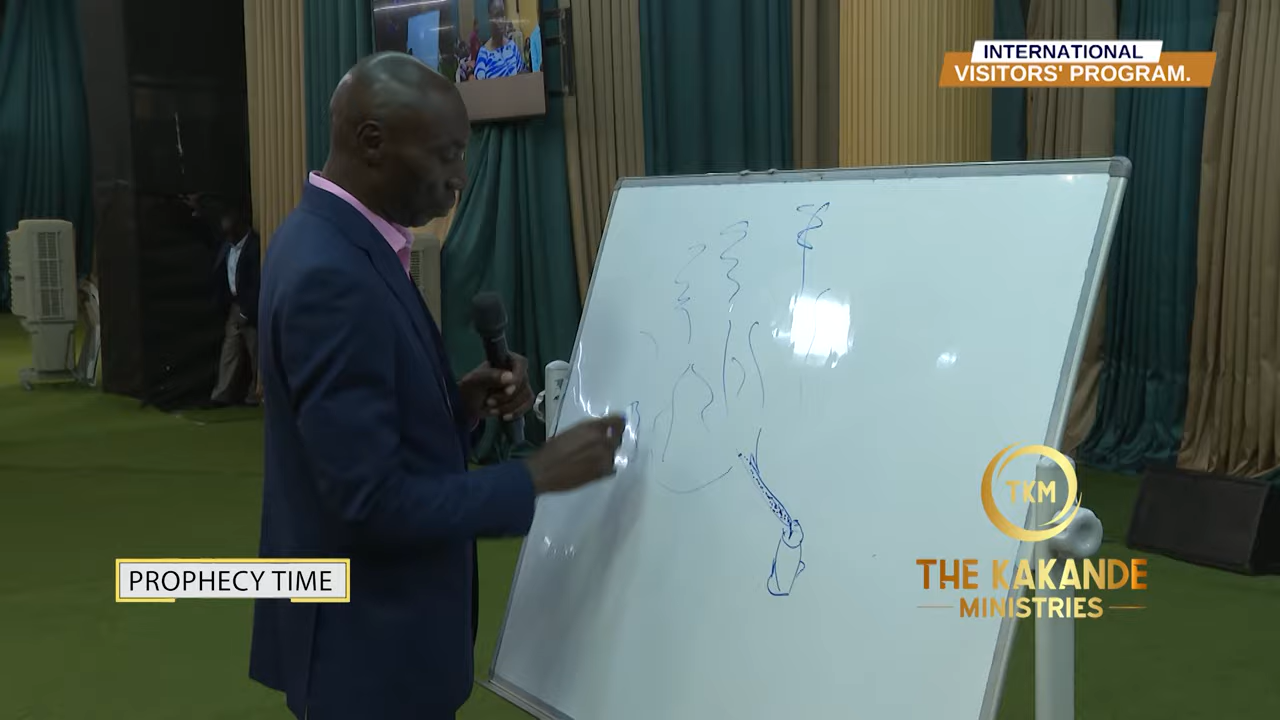 INTERNATIONAL
VISITORS' PROGRAM.
TKM
THE KAKANDE
MINISTRIES
PROPHECY TIME